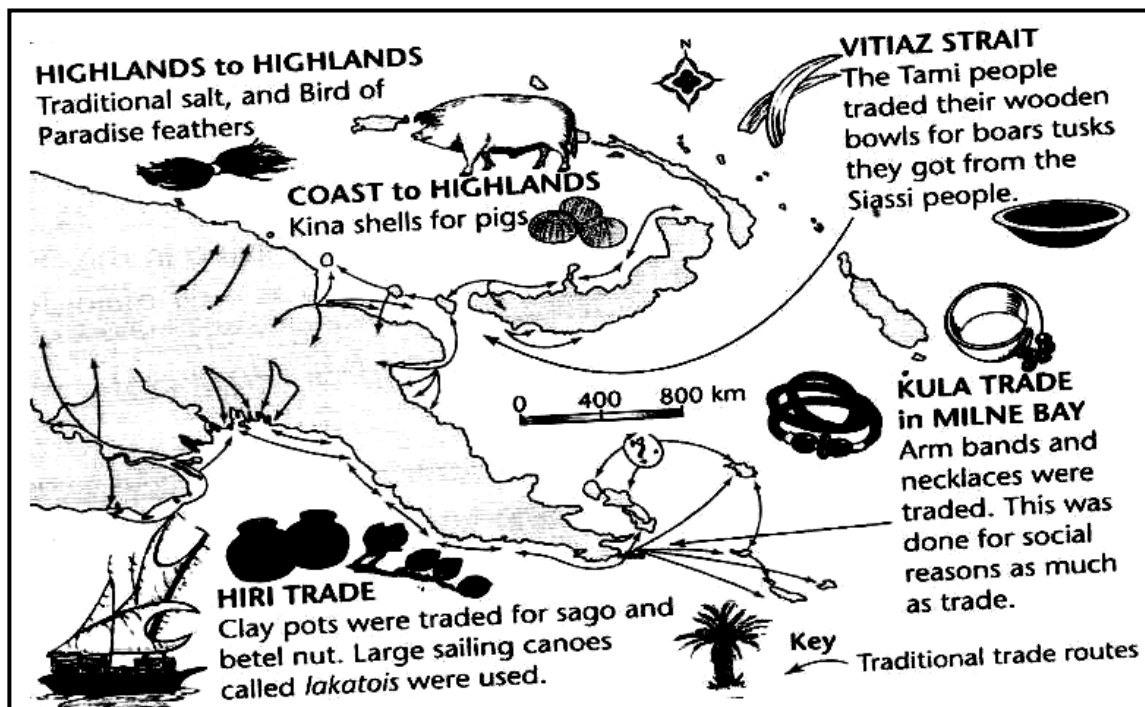 HIGHLANDS to HIGHLANDS
Traditional salt, and Bird of
Paradise feathers
COAST to HIGHLANDS
Kina shells for pigs
N
VITIAZ STRAIT
The Tami people
traded their wooden
bowls for boars tusks
they got from the
Siassi people.
0 400 800 km
KULA TRADE
in MILNE BAY
Arm bands and
necklaces were
traded. This was
done for social
reasons as much
as trade.
HIRI TRADE
Clay pots were traded for sago and
betel nut. Large sailing canoes
called lakatois were used.
Key
Traditional trade routes